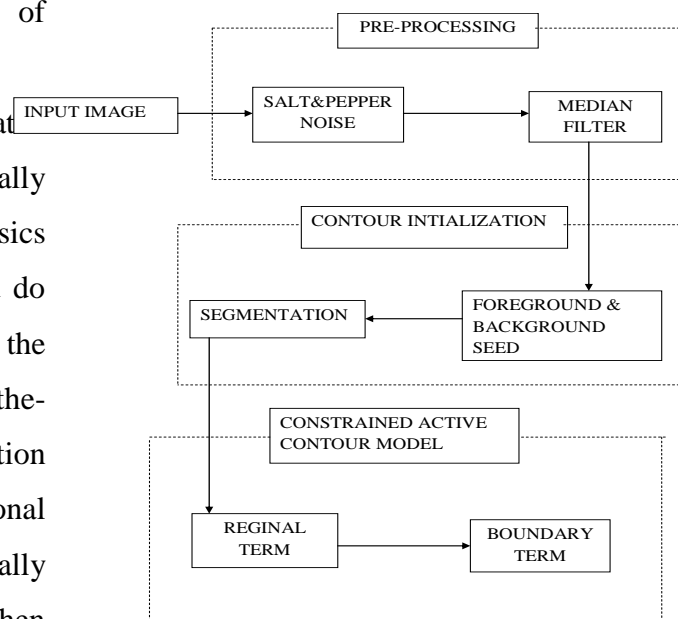 of
at
ally
sics
do
the
the-
tion
onal
ally
PRE-PROCESSING
INPUT IMAGE
SALT&PEPPER
NOISE
MEDIAN
FILTER
CONTOUR INTIALIZATION
SEGMENTATION
FOREGROUND &
BACKGROUND
SEED
CONSTRAINED ACTIVE
CONTOUR MODEL
REGINAL
TERM
BOUNDARY
TERM